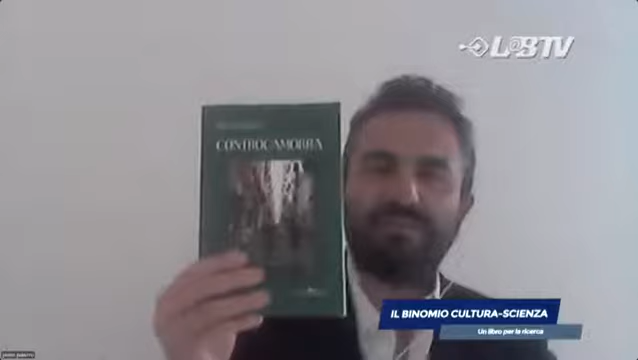 L@BTV
CONTROCAMORRA
IL BINOMIO CULTURA-SCIENZA
Un libro per la ricerca